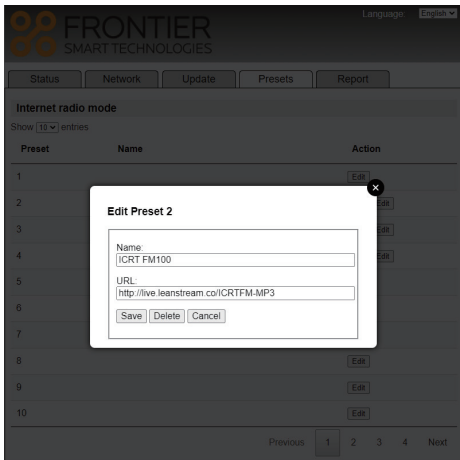 Language: English
FRONTIER
SMART TECHNOLOGIES
Status Network Update Presets Report
Internet radio mode
Show 10 entries
Preset Name Action
1 Edit
2 Edit
3 Edit
4 Edit
5
6
7
8 Edit
9 Edit
10 Edit
Edit Preset 2
Name:
ICRT FM100
URL:
http://live.leanstream.co/ICRTFM-MP3
Save Delete Cancel
Previous 1 2 3 4 Next